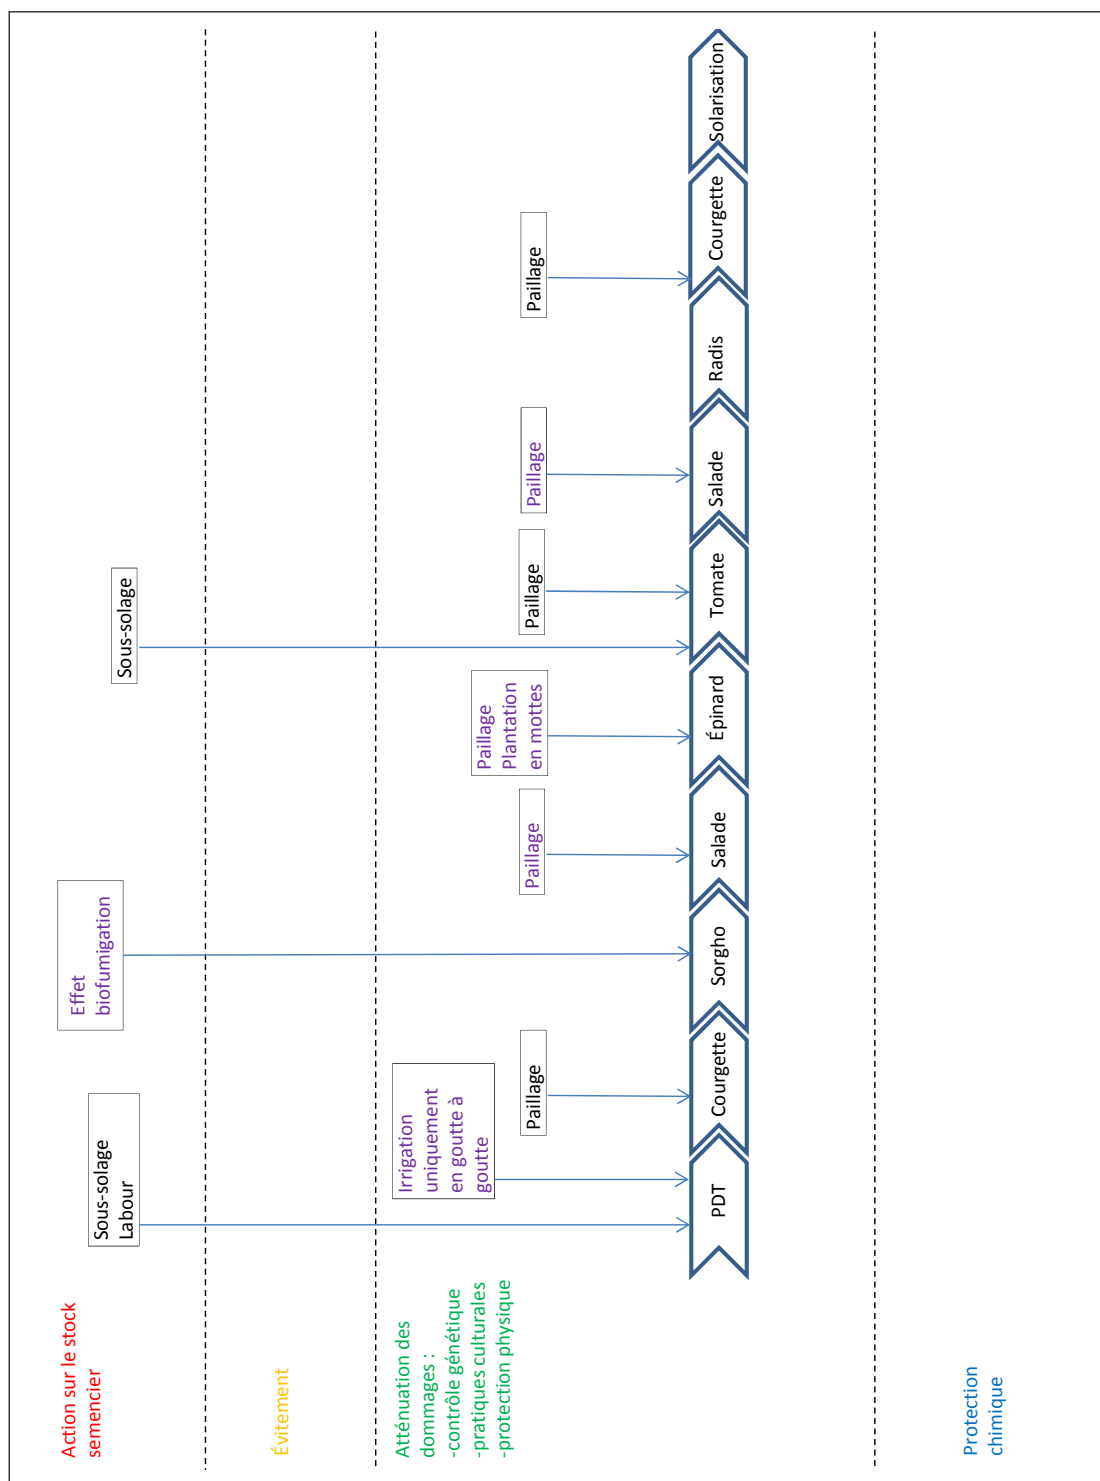 Action sur le stock
semencier
Sous-solage
Labour
Effet
biofumigation
Sous-solage
Évitement
Atténuation des
dommages :
-contrôle génétique
-pratiques culturales
-protection physique
Irrigation
uniquement
en goutte à
goutte
Paillage
Paillage
Paillage
Plantation
en mottes
Paillage
Paillage
Paillage
PDT
Courgette
Sorgho
Salade
Épinard
Tomate
Salade
Radis
Courgette
Solarisation
Protection
chimique